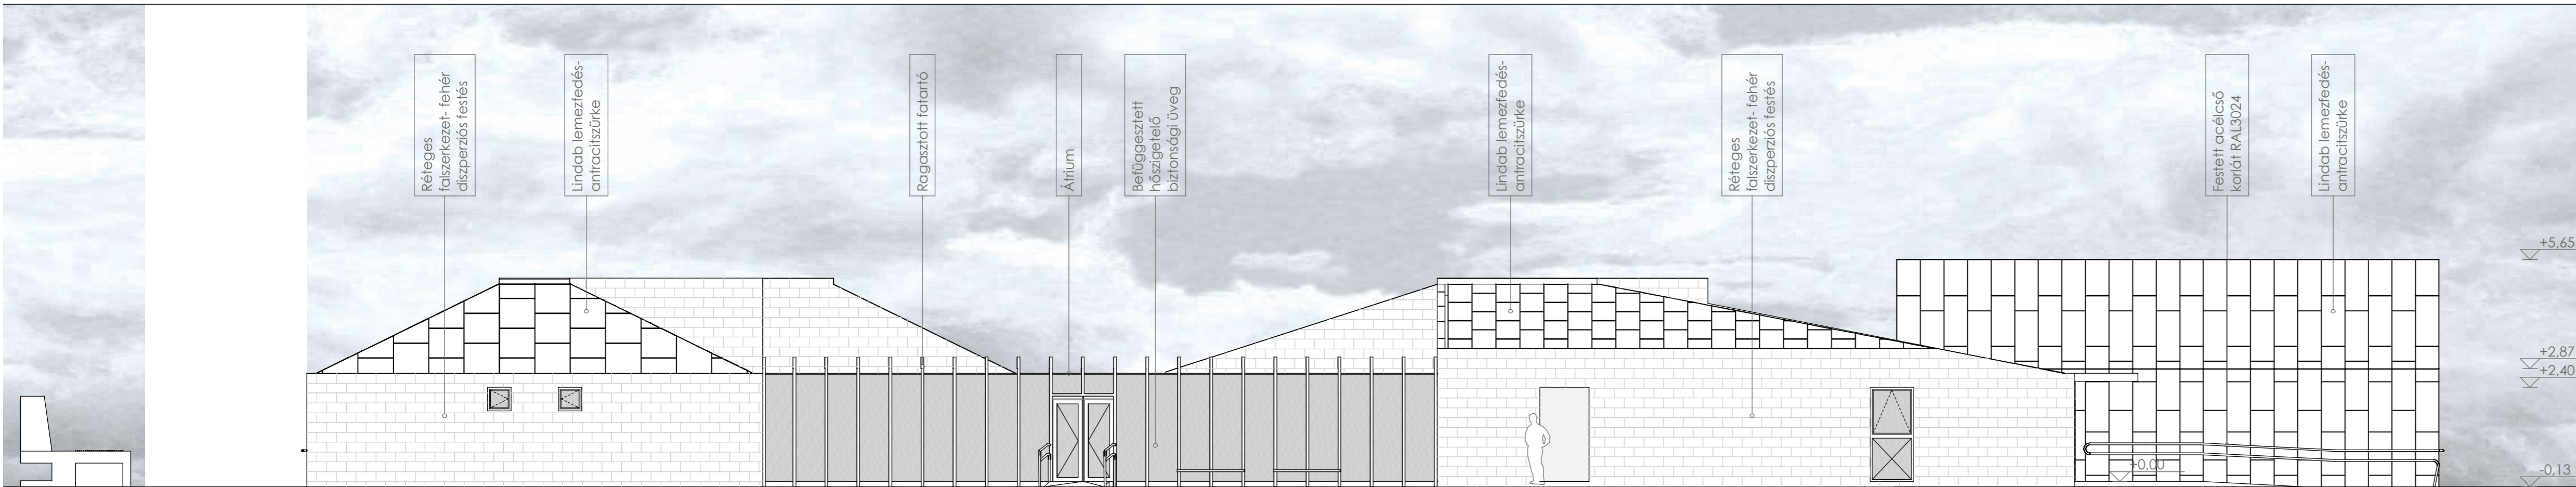 Réteges
falszerkezet- fehér
diszperziós festés
Lindab lemezfedés-
antracitszürke
Ragasztott fatartó
Átrium
Befüggesztett
hőszigetelő
biztonsági üveg
Lindab lemezfedés-
antracitszürke
Réteges
falszerkezet- fehér
diszperziós festés
Festett acélcső
korlát RAL3024
Lindab lemezfedés-
antracitszürke
+5,65
+2,87
+2,40
+0,00
-0,13